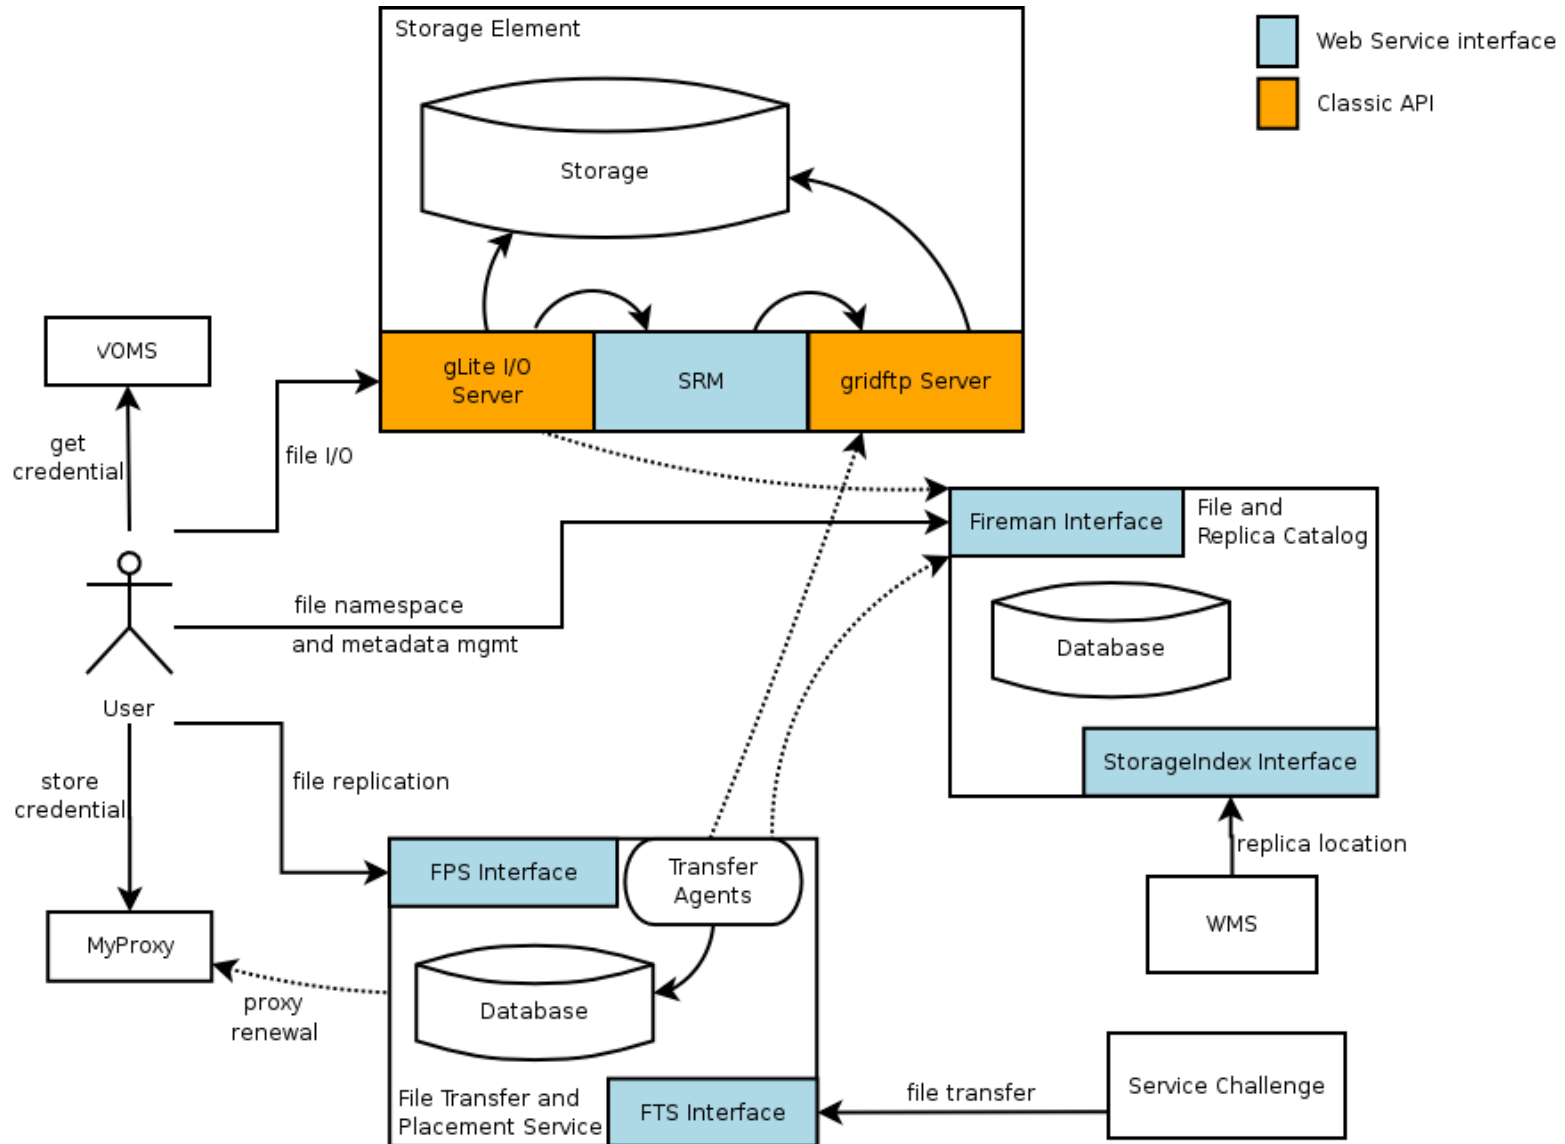 Storage Element
Web Service interface
Classic API
Storage
VOMS
gLite I/O
Server
SRM
gridftp Server
get
credential
file I/O
Fireman Interface
File and
Replica Catalog
file namespace
and metadata mgmt
Database
User
StorageIndex Interface
store
credential
file replication
replica location
FPS Interface
Transfer
Agents
WMS
MyProxy
Database
proxy
renewal
Service Challenge
file transfer
File Transfer and
Placement Service
FTS Interface